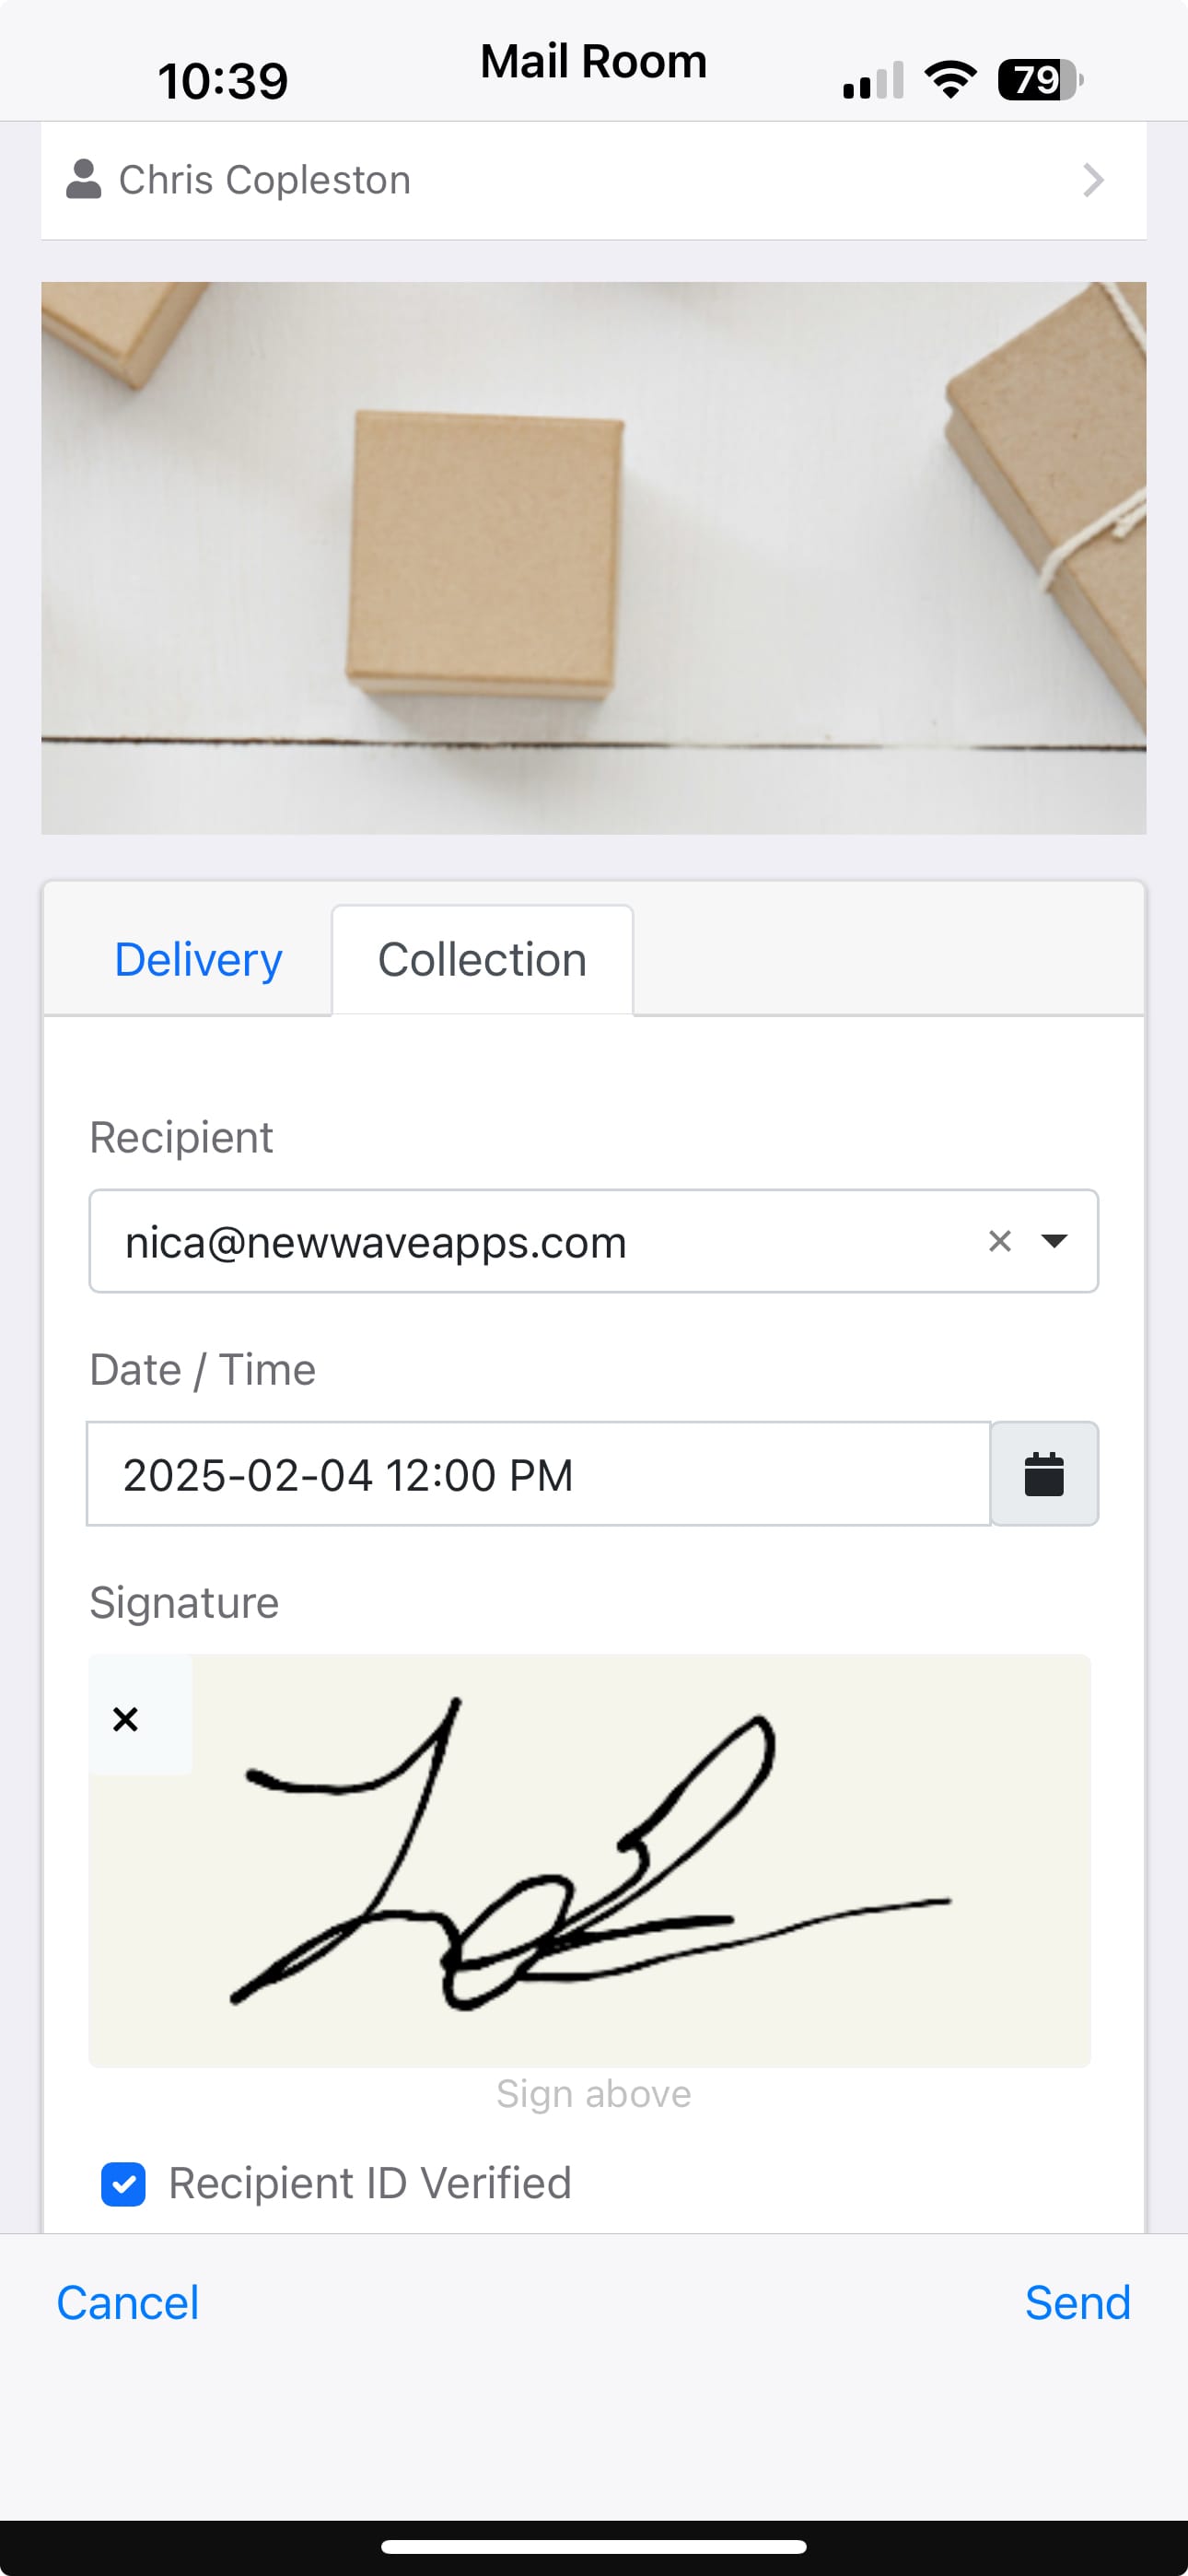 10:39
Mail Room
79
Chris Copleston
Delivery
Collection
Recipient
nica@newwaveapps.com
Date / Time
2025-02-04 12:00 PM
Signature
Sign above
Recipient ID Verified
Cancel
Send